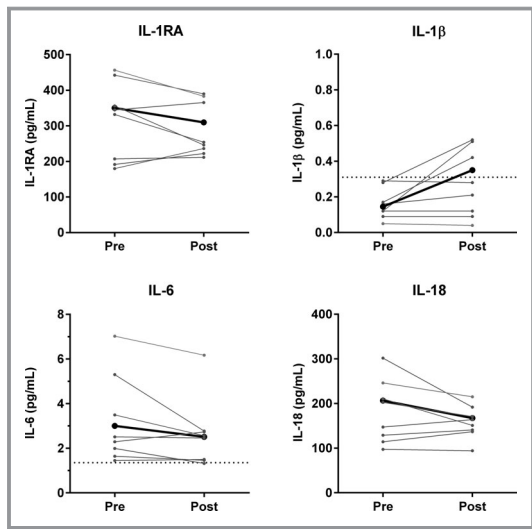 IL-1RA
IL-1RA (pg/mL)
500
400
300
200
100
0
Pre
Post
IL-1β
IL-1β (pg/mL)
1.0
0.8
0.6
0.4
0.2
0.0
Pre
Post
IL-6
IL-6 (pg/mL)
8
6
4
2
0
Pre
Post
IL-18
IL-18 (pg/mL)
400
300
200
100
0
Pre
Post